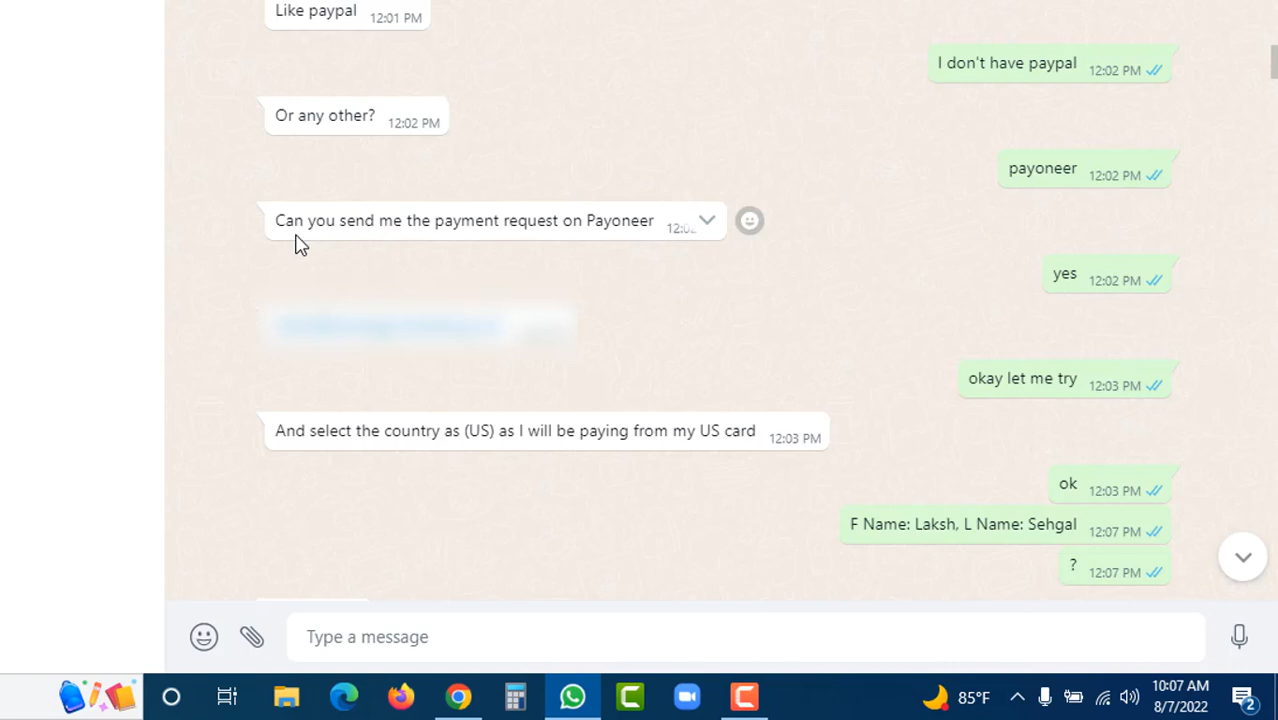 Like paypal 12:01 PM
I don't have paypal 12:02 PM
Or any other? 12:02 PM
payoneer 12:02 PM
Can you send me the payment request on Payoneer
yes 12:02 PM
okay let me try 12:03 PM
And select the country as (US) as I will be paying from my US card 12:03 PM
ok 12:03 PM
F Name: Laksh, L Name: Sehgal 12:07 PM
? 12:07 PM
Type a message
85°F
10:07 AM
8/7/2022
2